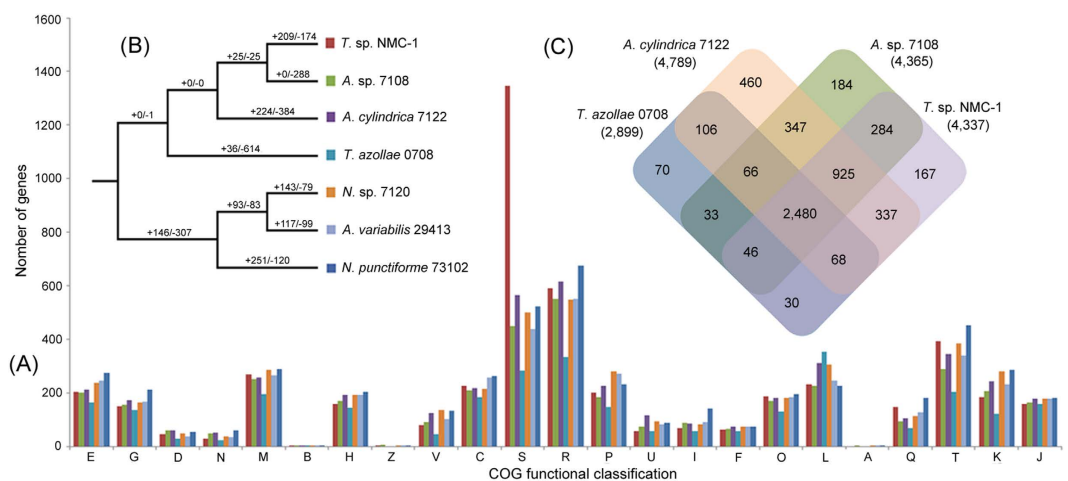 1600
1400
1200
1000
800
600
400
200
0
Nomber of genes
(A)
(B)
+209/-174
+25/-25
+0/-288
+0/-0
+224/-384
+0/-1
+36/-614
+143/-79
+93/-83
+117/-99
+146/-307
+251/-120
T. sp. NMC-1
A. sp. 7108
A. cylindrica 7122
T. azollae 0708
N. sp. 7120
A. variabilis 29413
N. punctiforme 73102
(C)
A. cylindrica 7122
(4,789)
A. sp. 7108
(4,365)
T. azollae 0708
(2,899)
T. sp. NMC-1
(4,337)
460
184
106
347
284
70
66
925
167
33
2,480
337
46
68
30
E G D N M B H Z V C S R P U I F O L A Q T K J
COG functional classification